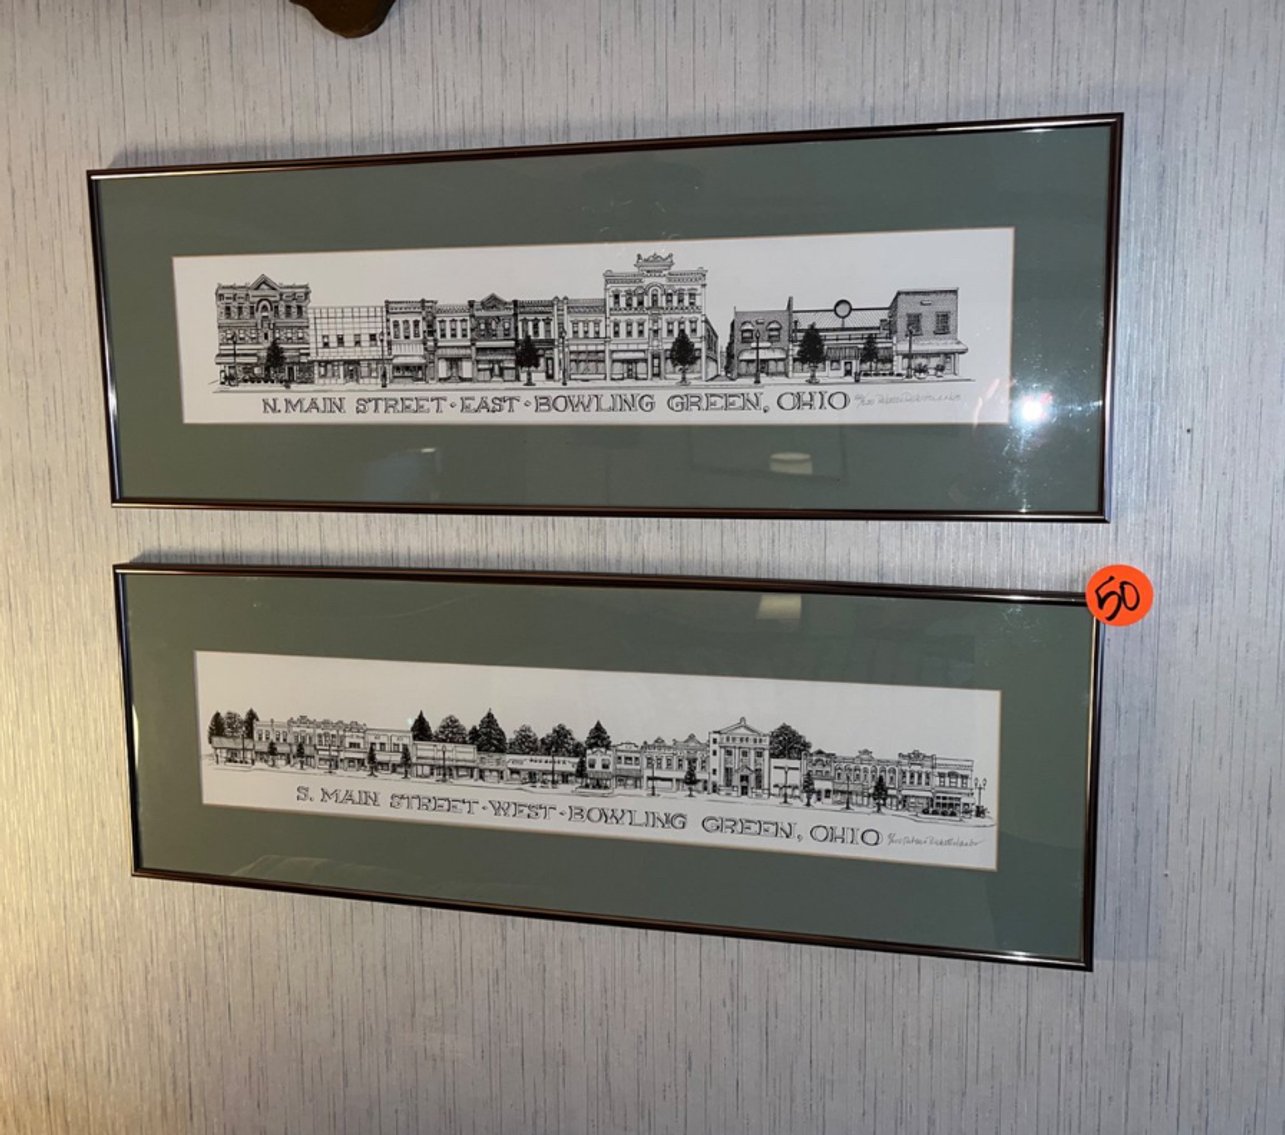 N. MAIN STREET · EAST · BOWLING GREEN, OHIO
50
S. MAIN STREET · WEST · BOWLING GREEN, OHIO